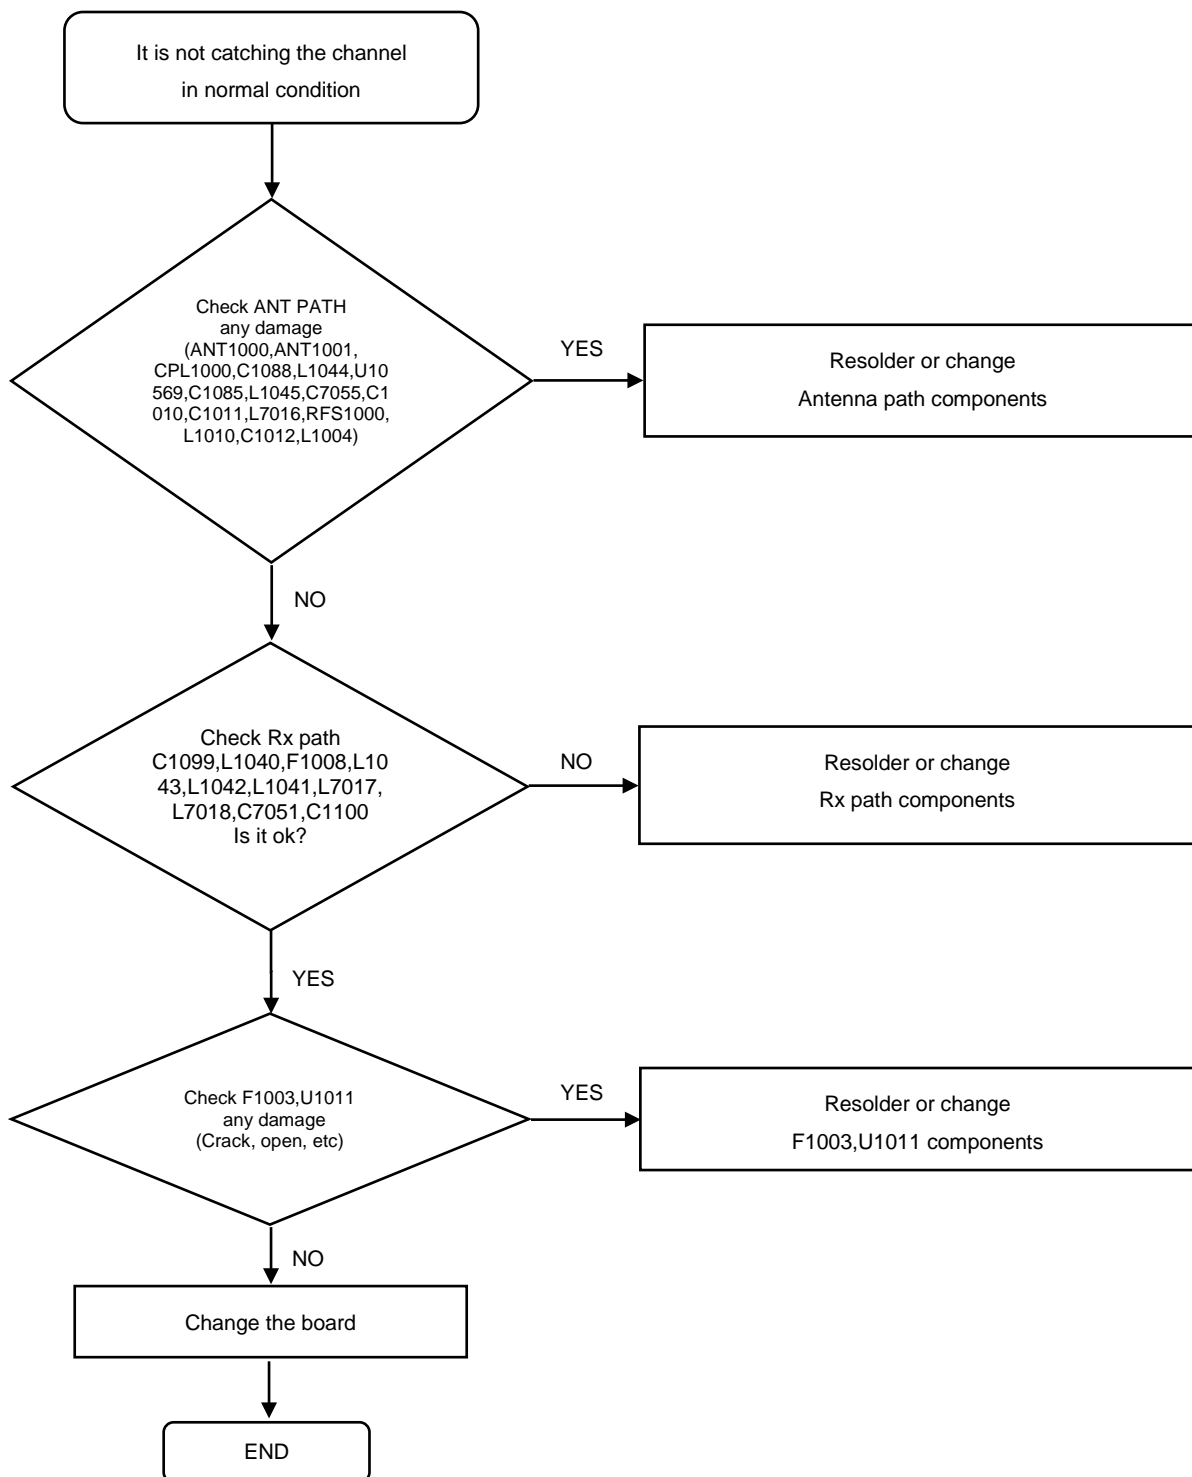 It is not catching the channel
in normal condition
Check ANT PATH
any damage
(ANT1000,ANT1001,
CPL1000,C1088,L1044,U10
569,C1085,L1045,C7055,C1
010,C1011,L7016,RFS1000,
L1010,C1012,L1004)
YES
Resolder or change
Antenna path components
NO
Check Rx path
C1099,L1040,F1008,L10
43,L1042,L1041,L7017,
L7018,C7051,C1100
Is it ok?
NO
Resolder or change
Rx path components
YES
Check F1003,U1011
any damage
(Crack, open, etc)
YES
Resolder or change
F1003,U1011 components
NO
Change the board
END